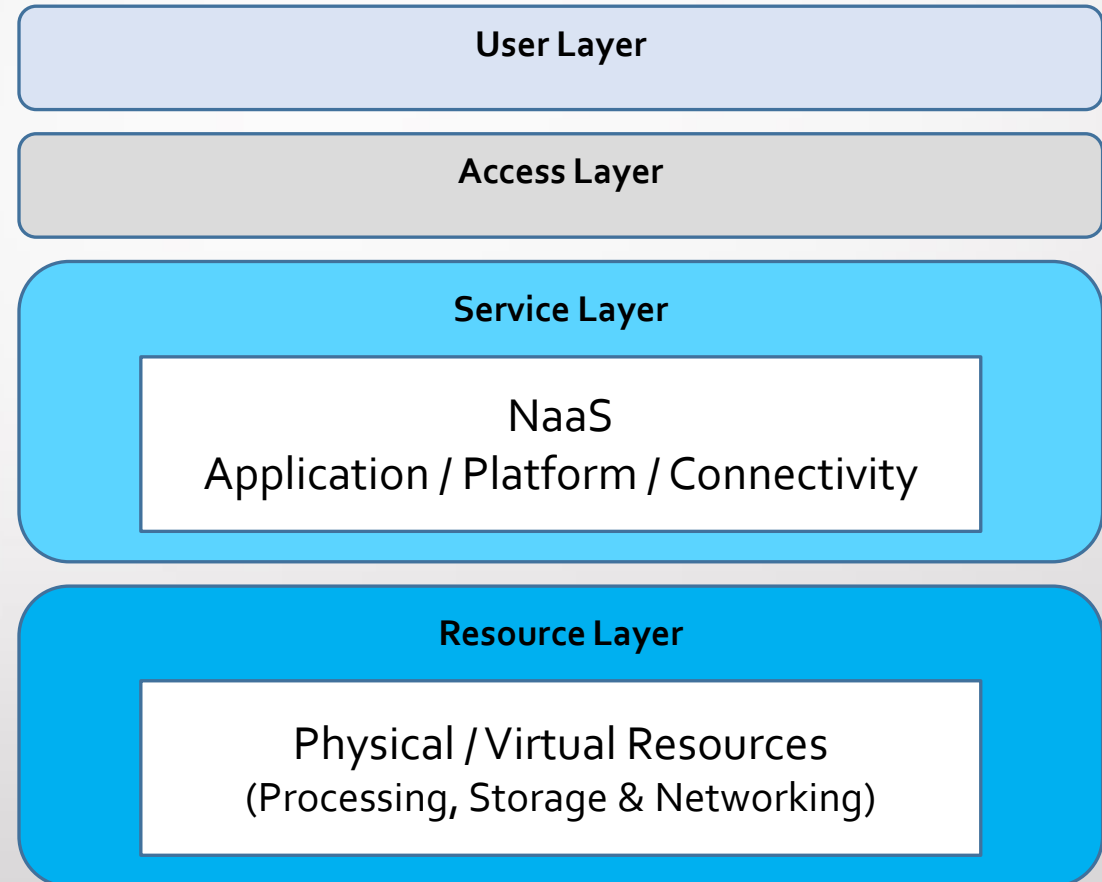 User Layer
Access Layer
Service Layer
NaaS
Application / Platform / Connectivity
Resource Layer
Physical / Virtual Resources
(Processing, Storage & Networking)